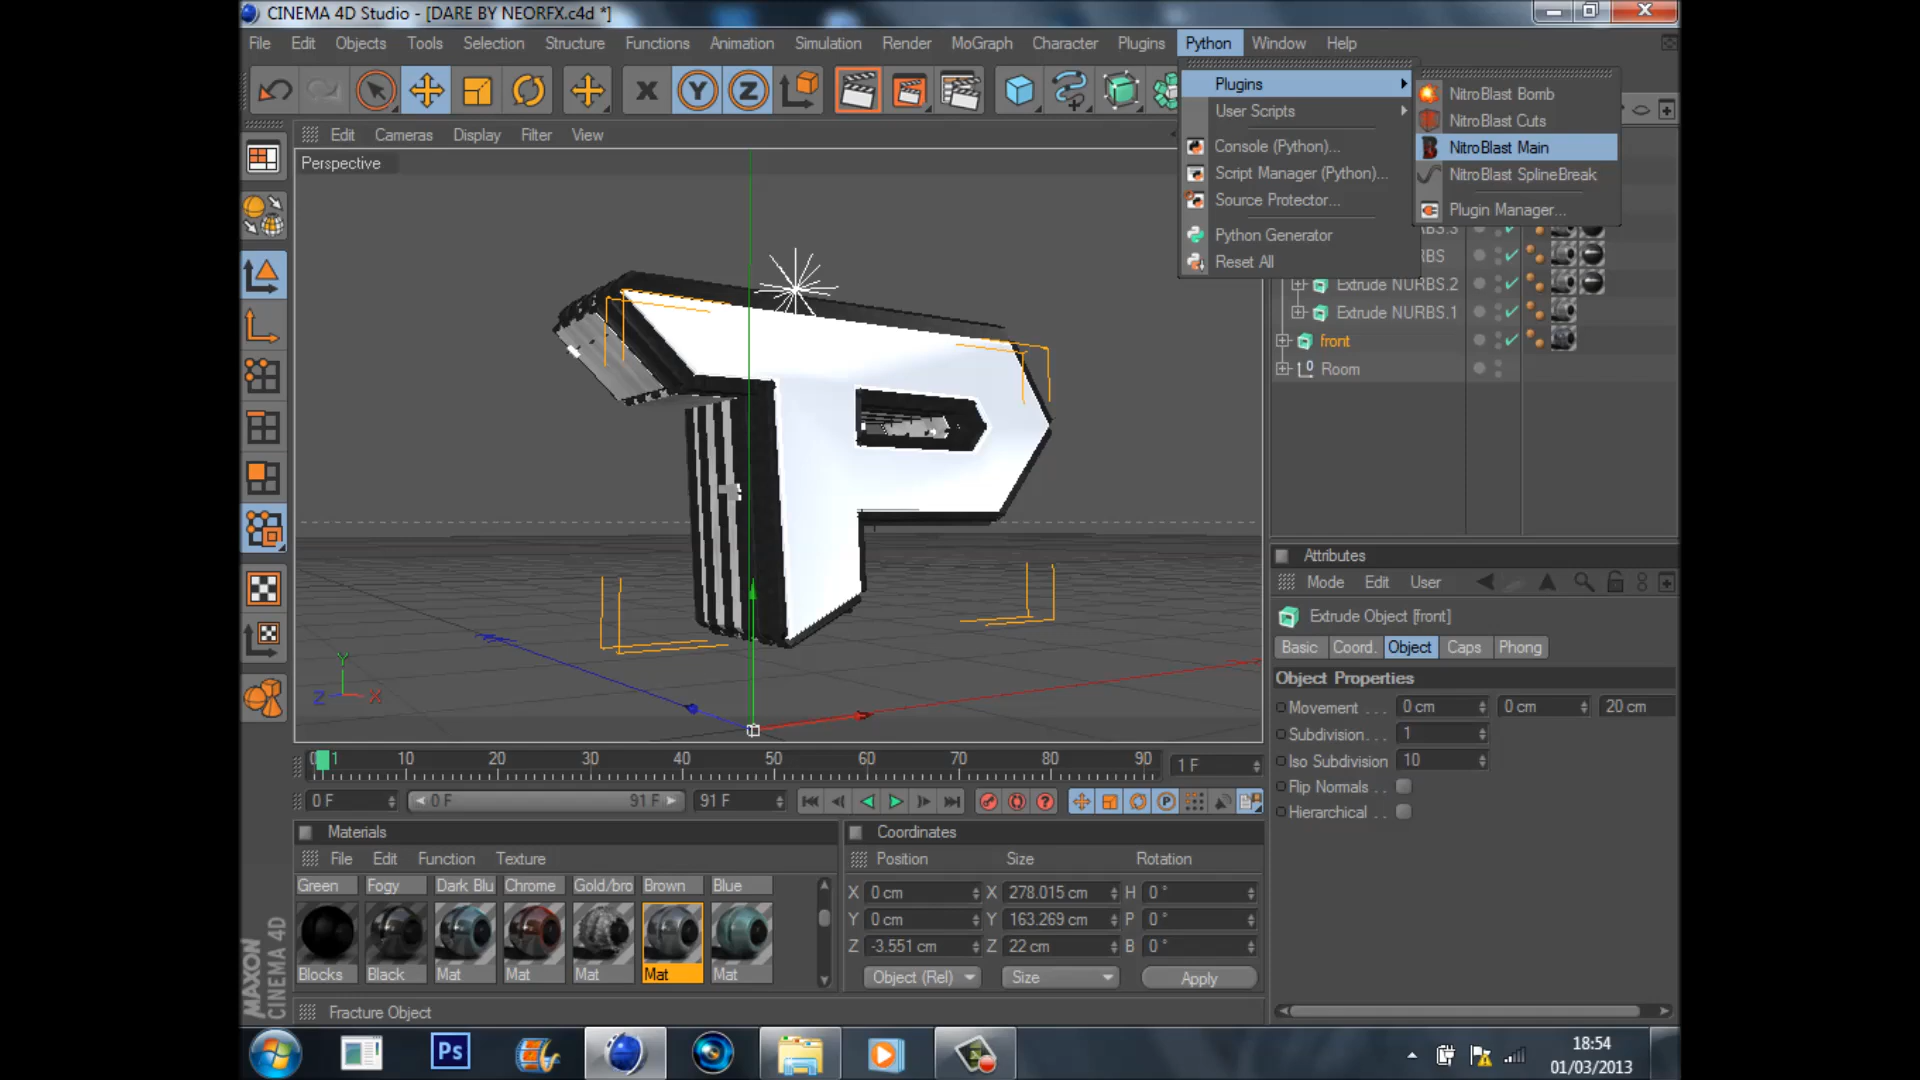 CINEMA 4D Studio - [DARE BY NEORFX.c4d *]
File Edit Objects Tools Selection Structure Functions Animation Simulation Render MoGraph Character Plugins Python Window Help
Plugins
User Scripts
Console (Python)...
Script Manager (Python)...
Source Protector...
Python Generator
Reset All
NitroBlast Bomb
NitroBlast Cuts
NitroBlast Main
NitroBlast SplineBreak
Plugin Manager...
X Y Z
Edit Cameras Display Filter View
Perspective
Extrude NURBS.2
Extrude NURBS.1
front
Room
Attributes
Mode Edit User
Extrude Object [front]
Basic Coord. Object Caps Phong
Object Properties
Movement . . . 0 cm 0 cm 20 cm
Subdivision. . . 1
Iso Subdivision 10
Flip Normals . .
Hierarchical . .
Y
Z X
0 1 10 20 30 40 50 60 70 80 90 1 F
0 F 0 F 91 F 91 F
Materials
File Edit Function Texture
Green Fogy Dark Blu Chrome Gold/bro Brown Blue
Blocks Black Mat Mat Mat Mat Mat
Coordinates
Position Size Rotation
X 0 cm X 278.015 cm H 0 °
Y 0 cm Y 163.269 cm P 0 °
Z -3.551 cm Z 22 cm B 0 °
Object (Rel) Size Apply
MAXON
CINEMA 4D
Fracture Object
Ps
18:54
01/03/2013